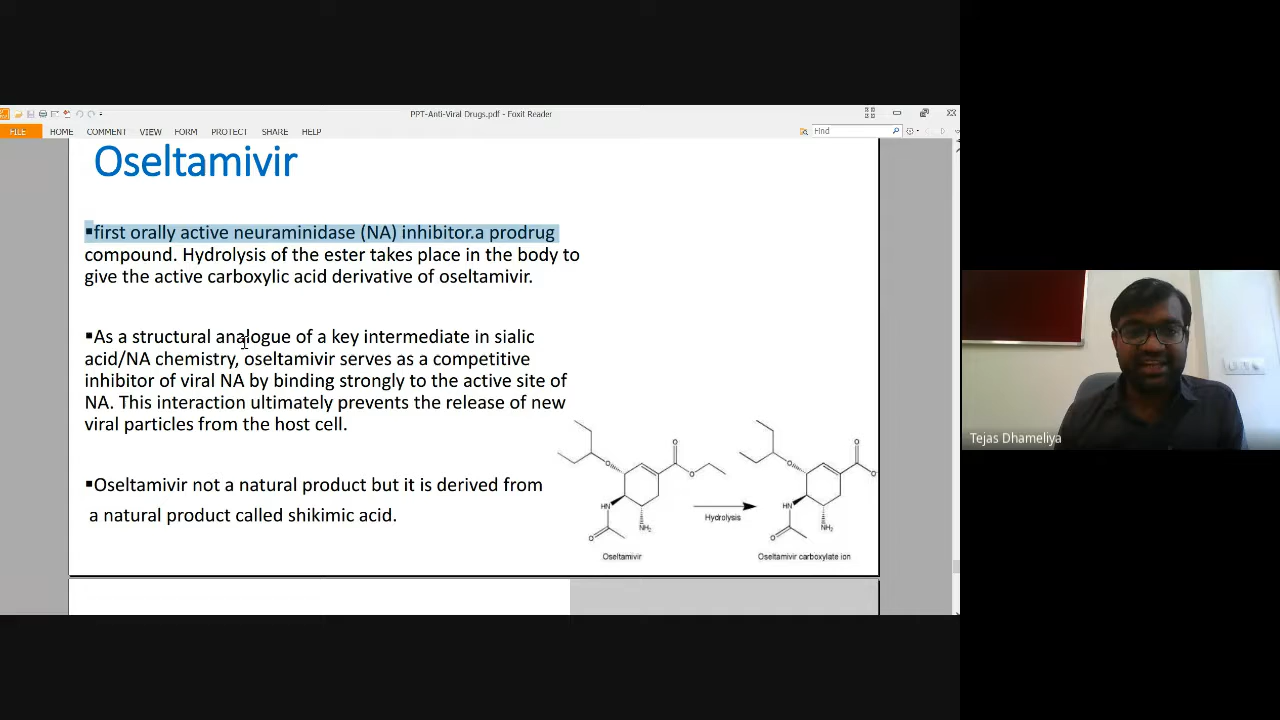 PPT-Anti-Viral Drugs.pdf - Foxit Reader
FILE HOME COMMENT VIEW FORM PROTECT SHARE HELP Find
Oseltamivir
▪first orally active neuraminidase (NA) inhibitor.a prodrug
compound. Hydrolysis of the ester takes place in the body to
give the active carboxylic acid derivative of oseltamivir.
▪As a structural analogue of a key intermediate in sialic
acid/NA chemistry, oseltamivir serves as a competitive
inhibitor of viral NA by binding strongly to the active site of
NA. This interaction ultimately prevents the release of new
viral particles from the host cell.
▪Oseltamivir not a natural product but it is derived from
a natural product called shikimic acid.
O O O HN NH₂ O
Oseltamivir
Hydrolysis
O O O HN NH₂ O
Oseltamivir carboxylate ion
Tejas Dhameliya